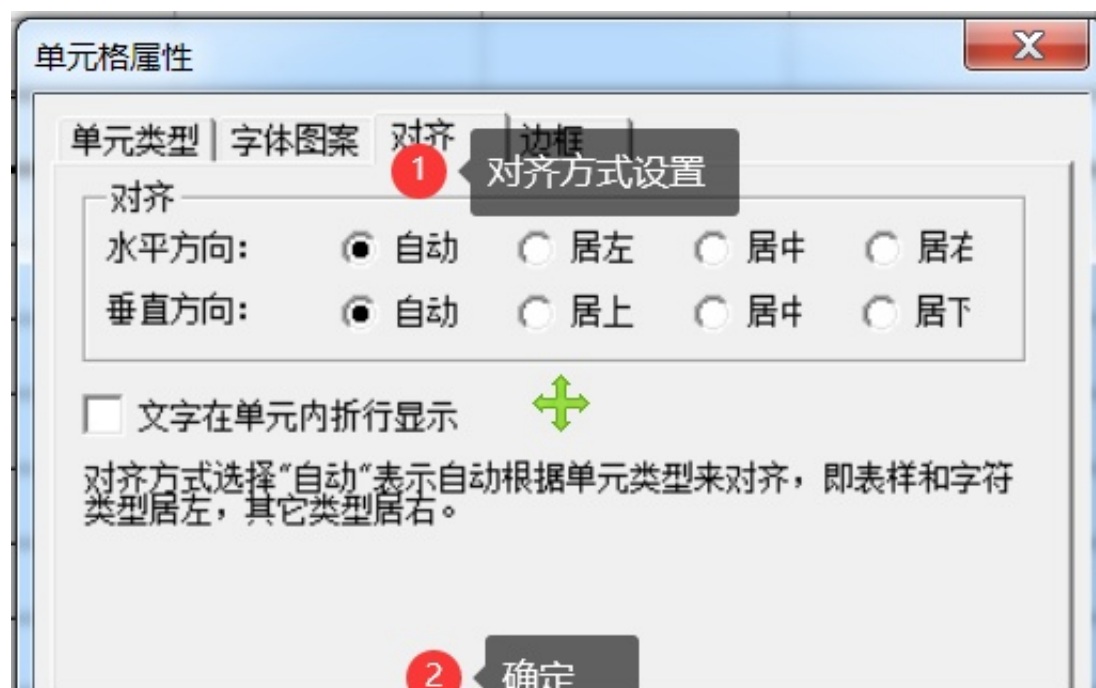 单元格属性
单元类型 字体图案 对齐 边框
1 对齐方式设置
对齐
水平方向: 自动 居左 居中 居右
垂直方向: 自动 居上 居中 居下
文字在单元内折行显示
对齐方式选择"自动"表示自动根据单元类型来对齐，即表样和字符
类型居左，其它类型居右。
2 确定